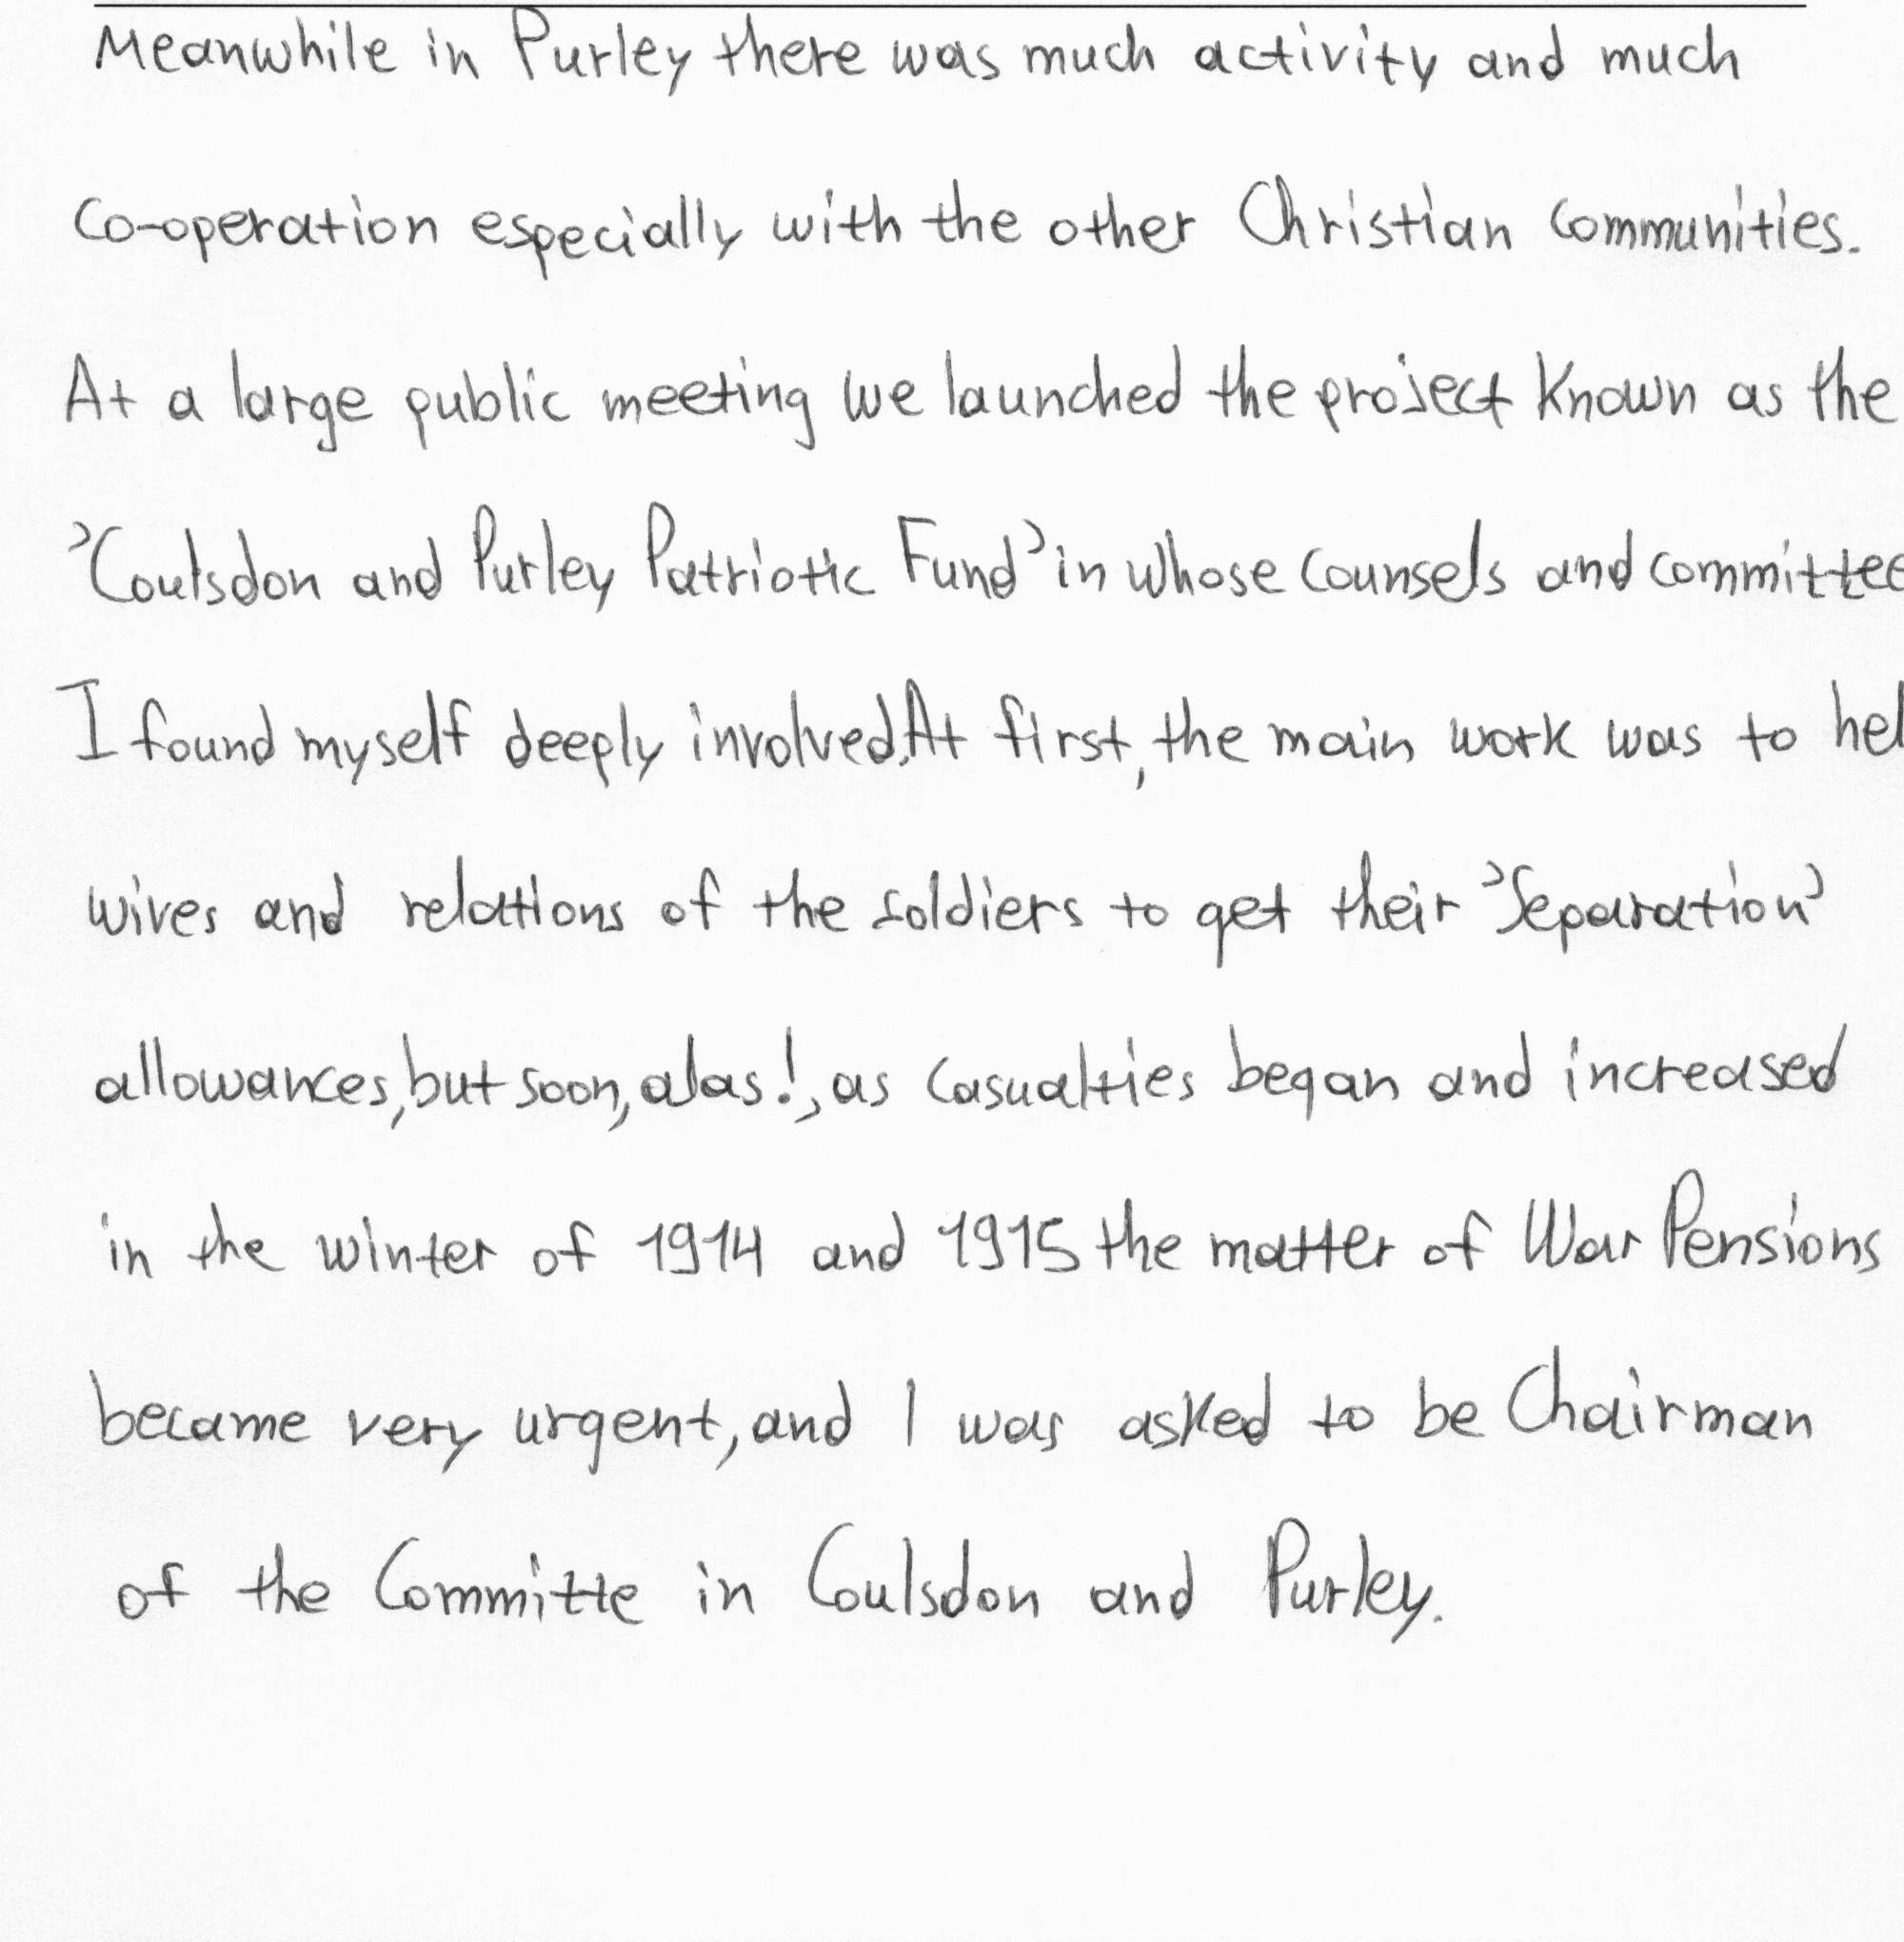 Meanwhile in Purley there was much activity and much
co-operation especially with the other Christian communities.
At a large public meeting we launched the project known as the
'Coulsdon and Purley Patriotic Fund' in whose counsels and committee
I found myself deeply involved. At first, the main work was to hel
wives and relations of the soldiers to get their 'Separation'
allowances, but soon, alas!, as casualties began and increased
in the winter of 1914 and 1915 the matter of War Pensions
became very urgent, and I was asked to be Chairman
of the Committe in Coulsdon and Purley.